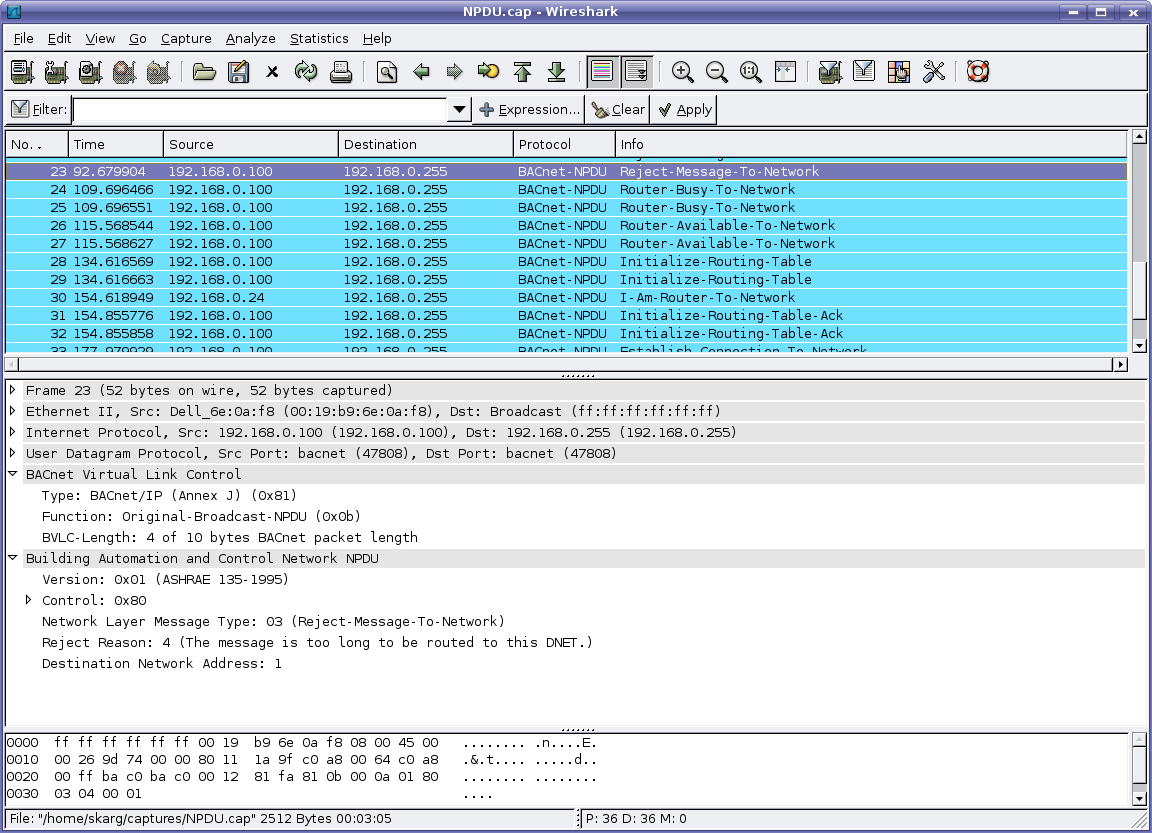 NPDU.cap - Wireshark
File Edit View Go Capture Analyze Statistics Help
Filter: Expression... Clear Apply
No. . Time Source Destination Protocol Info
23 92.679904 192.168.0.100 192.168.0.255 BACnet-NPDU Reject-Message-To-Network
24 109.696466 192.168.0.100 192.168.0.255 BACnet-NPDU Router-Busy-To-Network
25 109.696551 192.168.0.100 192.168.0.255 BACnet-NPDU Router-Busy-To-Network
26 115.568544 192.168.0.100 192.168.0.255 BACnet-NPDU Router-Available-To-Network
27 115.568627 192.168.0.100 192.168.0.255 BACnet-NPDU Router-Available-To-Network
28 134.616569 192.168.0.100 192.168.0.255 BACnet-NPDU Initialize-Routing-Table
29 134.616663 192.168.0.100 192.168.0.255 BACnet-NPDU Initialize-Routing-Table
30 154.618949 192.168.0.24 192.168.0.255 BACnet-NPDU I-Am-Router-To-Network
31 154.855776 192.168.0.100 192.168.0.255 BACnet-NPDU Initialize-Routing-Table-Ack
32 154.855858 192.168.0.100 192.168.0.255 BACnet-NPDU Initialize-Routing-Table-Ack
33 177.979929 192.168.0.100 192.168.0.255 BACnet-NPDU Establish-Connection-To-Network
Frame 23 (52 bytes on wire, 52 bytes captured)
Ethernet II, Src: Dell_6e:0a:f8 (00:19:b9:6e:0a:f8), Dst: Broadcast (ff:ff:ff:ff:ff:ff)
Internet Protocol, Src: 192.168.0.100 (192.168.0.100), Dst: 192.168.0.255 (192.168.0.255)
User Datagram Protocol, Src Port: bacnet (47808), Dst Port: bacnet (47808)
BACnet Virtual Link Control
Type: BACnet/IP (Annex J) (0x81)
Function: Original-Broadcast-NPDU (0x0b)
BVLC-Length: 4 of 10 bytes BACnet packet length
Building Automation and Control Network NPDU
Version: 0x01 (ASHRAE 135-1995)
Control: 0x80
Network Layer Message Type: 03 (Reject-Message-To-Network)
Reject Reason: 4 (The message is too long to be routed to this DNET.)
Destination Network Address: 1
0000 ff ff ff ff ff ff 00 19 b9 6e 0a f8 08 00 45 00 ........ .n....E.
0010 00 26 9d 74 00 00 80 11 1a 9f c0 a8 00 64 c0 a8 .&.t.... .....d..
0020 00 ff ba c0 ba c0 00 12 81 fa 81 0b 00 0a 01 80 ........ ........
0030 03 04 00 01 ....
File: "/home/skarg/captures/NPDU.cap" 2512 Bytes 00:03:05 P: 36 D: 36 M: 0